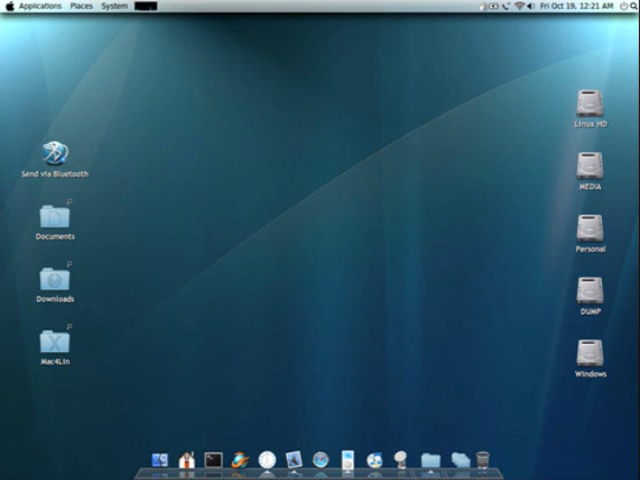 Applications Places System
Fri Oct 19, 12:21 AM
Send via Bluetooth
Documents
Downloads
Mac4Lin
Linux HD
MEDIA
Personal
DUMP
Windows